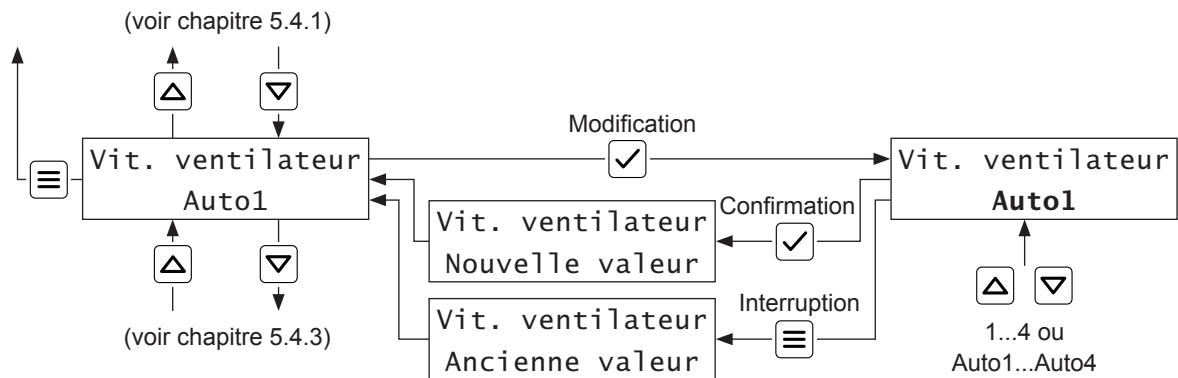 (voir chapitre 5.4.1)
Modification
Vit. ventilateur
Auto1
Vit. ventilateur
Auto1
Confirmation
Vit. ventilateur
Nouvelle valeur
Interruption
Vit. ventilateur
Ancienne valeur
(voir chapitre 5.4.3)
1...4 ou
Auto1...Auto4